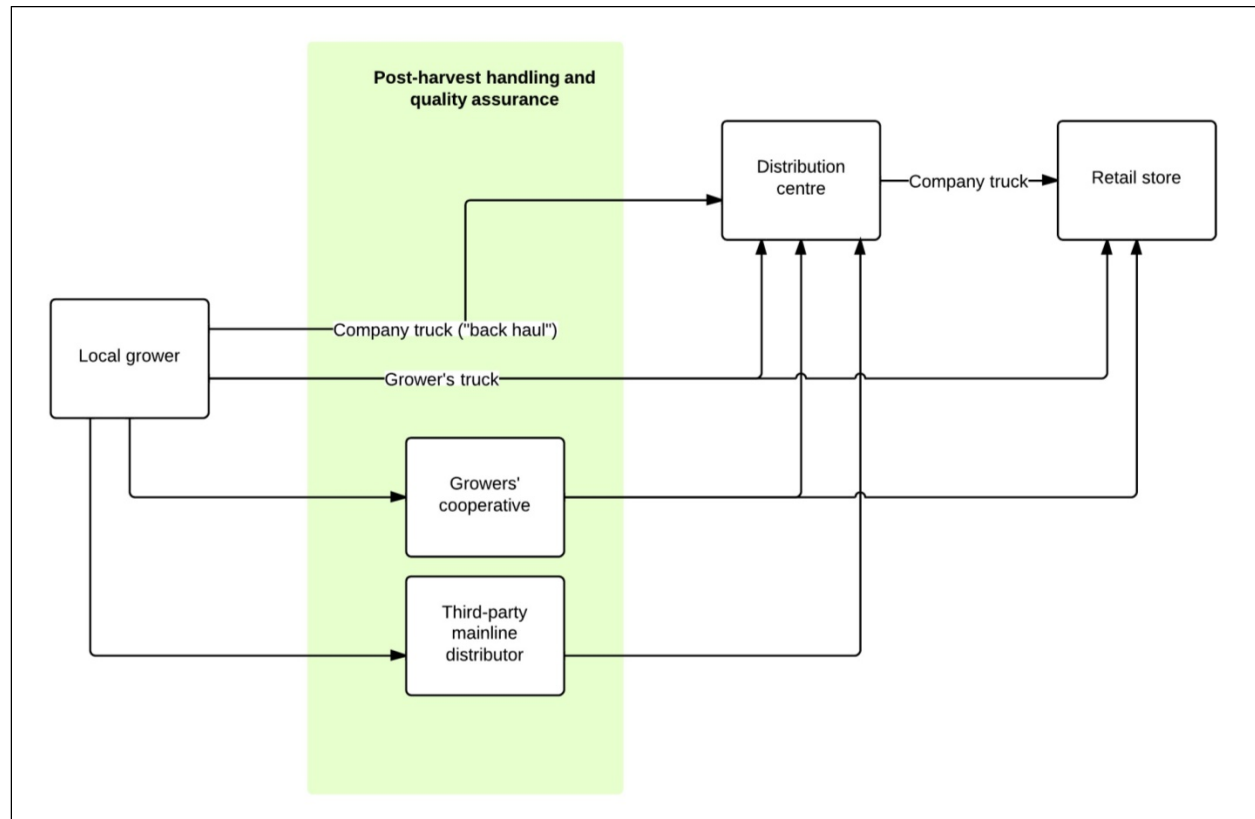 Post-harvest handling and
quality assurance
Distribution
centre
Company truck
Retail store
Company truck ("back haul")
Local grower
Grower's truck
Growers'
cooperative
Third-party
mainline
distributor